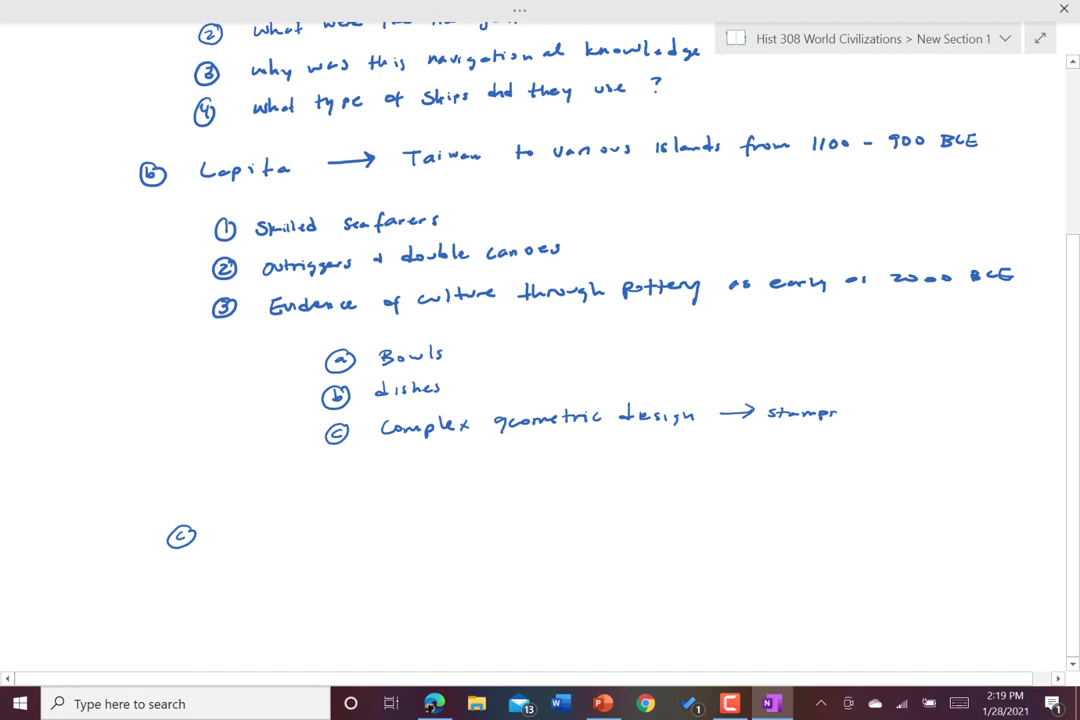 Hist 308 World Civilizations > New Section 1
② What were
③ why was this navigational knowledge
④ What type of ships did they use ?
ⓑ Lapita → Taiwan to various islands from 1100 - 900 BCE
① Skilled seafarers
② outriggers + double canoes
③ Evidence of culture through pottery as early as 2000 BCE
ⓐ Bowls
ⓑ dishes
ⓒ complex geometric design → stamps
ⓒ
Type here to search
13
1
2:19 PM
1/28/2021
1